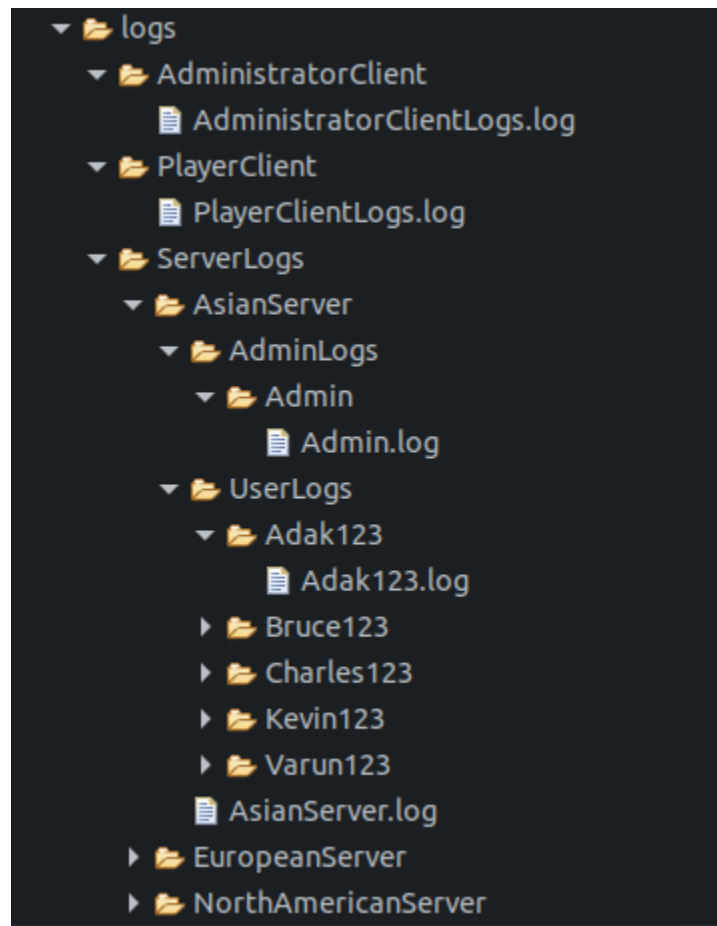 logs
AdministratorClient
AdministratorClientLogs.log
PlayerClient
PlayerClientLogs.log
ServerLogs
AsianServer
AdminLogs
Admin
Admin.log
UserLogs
Adak123
Adak123.log
Bruce123
Charles123
Kevin123
Varun123
AsianServer.log
EuropeanServer
NorthAmericanServer